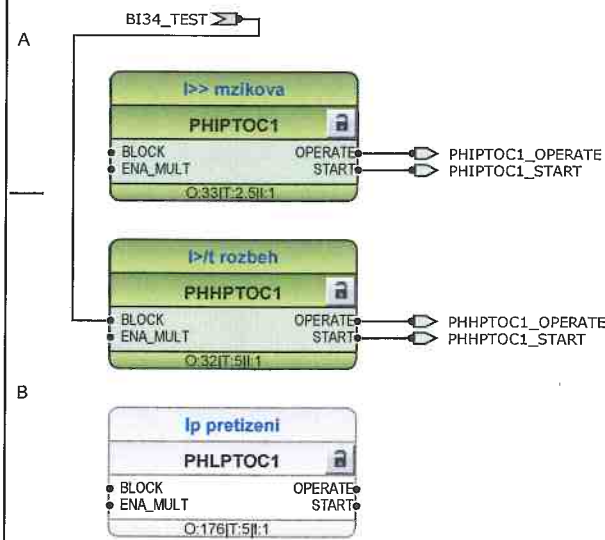 BI34_TEST
A
I>> mzikova
PHIPTOC1
BLOCK OPERATE PHIPTOC1_OPERATE
ENA_MULT START PHIPTOC1_START
O:33|T:2.5|I:1
I>/t rozbeh
PHHPTOC1
BLOCK OPERATE PHHPTOC1_OPERATE
ENA_MULT START PHHPTOC1_START
O:32|T:5|I:1
B
Ip pretizeni
PHLPTOC1
BLOCK OPERATE
ENA_MULT START
O:176|T:5|I:1